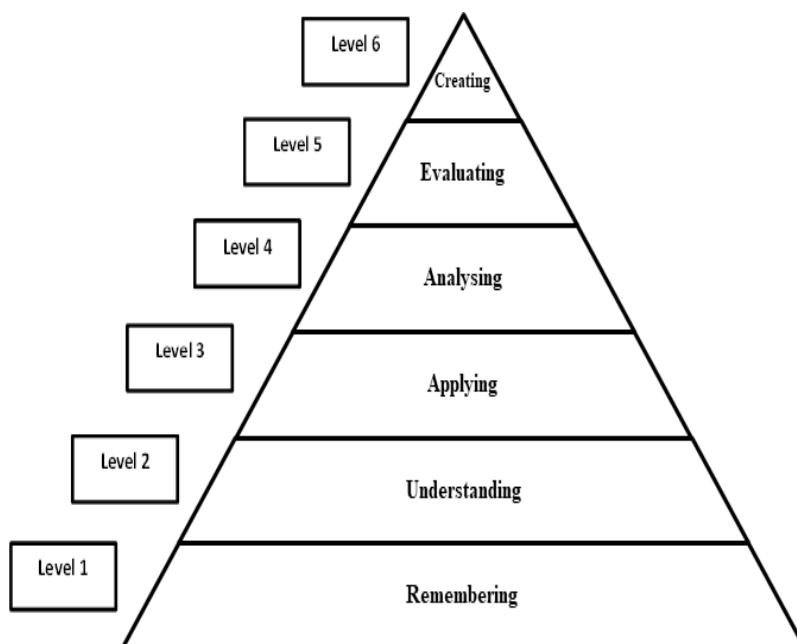 Level 6
Creating
Level 5
Evaluating
Level 4
Analysing
Level 3
Applying
Level 2
Understanding
Level 1
Remembering